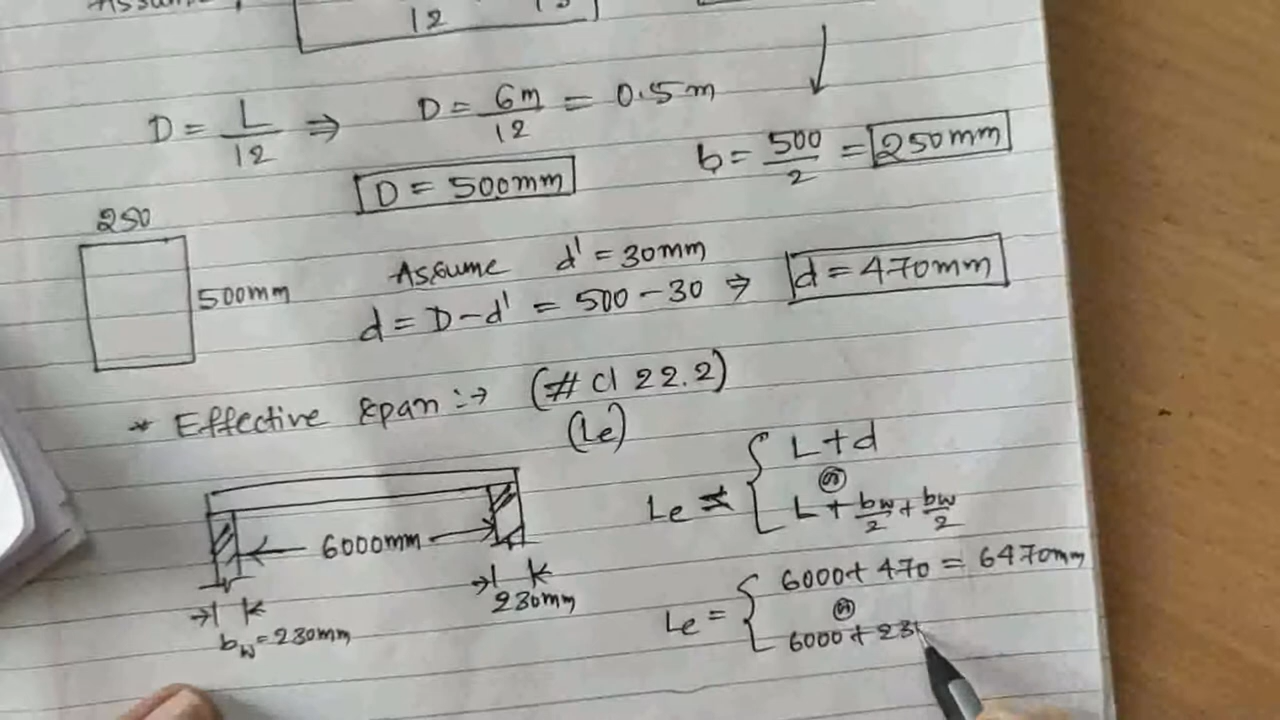 Assume,
12
D = L/12 ⇒ D = 6m/12 = 0.5m
b = 500/2 = 250mm
D = 500mm
250
500mm
Assume d' = 30mm
d = D - d' = 500 - 30 ⇒ d = 470mm
* Effective span :→ (# Cl 22.2)
(Le)
6000mm
230mm
bw = 230mm
L + d
Le ≰ { or
L + bw/2 + bw/2
6000 + 470 = 6470mm
Le = { or
6000 + 23